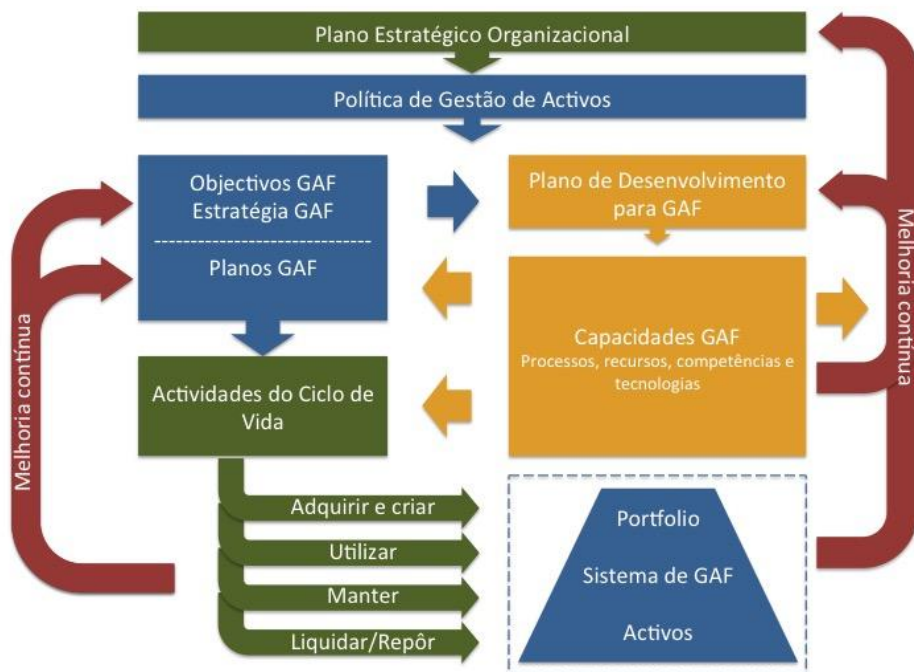 Plano Estratégico Organizacional
Política de Gestão de Activos
Objectivos GAF
Estratégia GAF
--------------------------------
Planos GAF
Plano de Desenvolvimento
para GAF
Capacidades GAF
Processos, recursos, competências e
tecnologias
Actividades do Ciclo de
Vida
Adquirir e criar
Utilizar
Manter
Liquidar/Repôr
Portfolio
Sistema de GAF
Activos
Melhoria contínua
Melhoria contínua